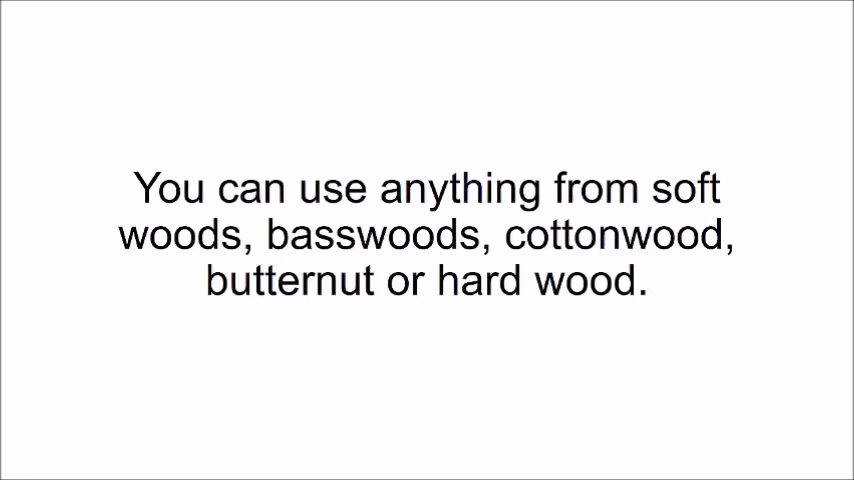 You can use anything from soft
woods, basswoods, cottonwood,
butternut or hard wood.